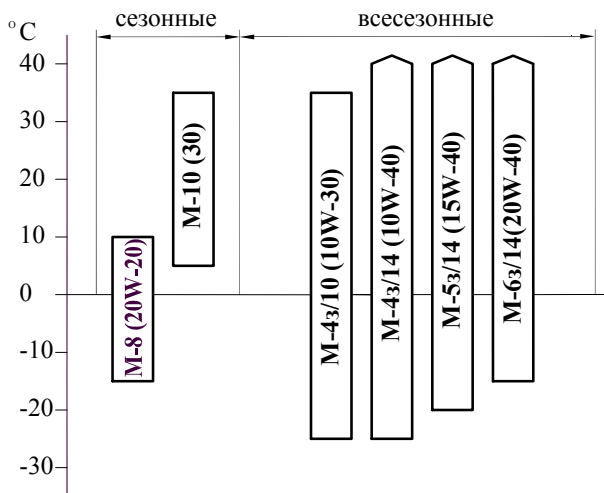 °C
сезонные
всесезонные
40
30
20
10
0
-10
-20
-30
М-8 (20W-20)
М-10 (30)
М-4з/10 (10W-30)
М-4з/14 (10W-40)
М-5з/14 (15W-40)
М-6з/14(20W-40)